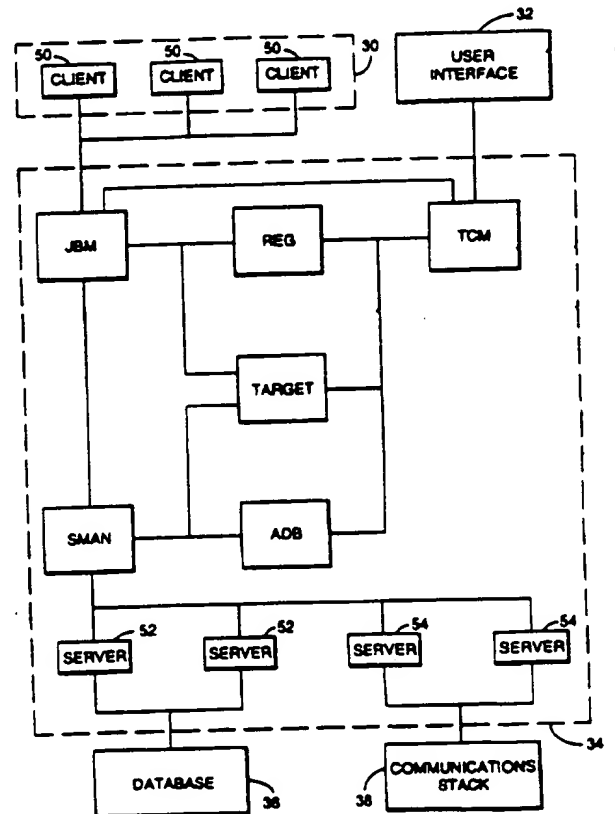 32
50 50 50
CLIENT CLIENT CLIENT
30
USER
INTERFACE
JBM REG TCM
TARGET
SMAN ADB
52 52 54 54
SERVER SERVER SERVER SERVER
34
DATABASE
36
COMMUNICATION'S
STACK
38